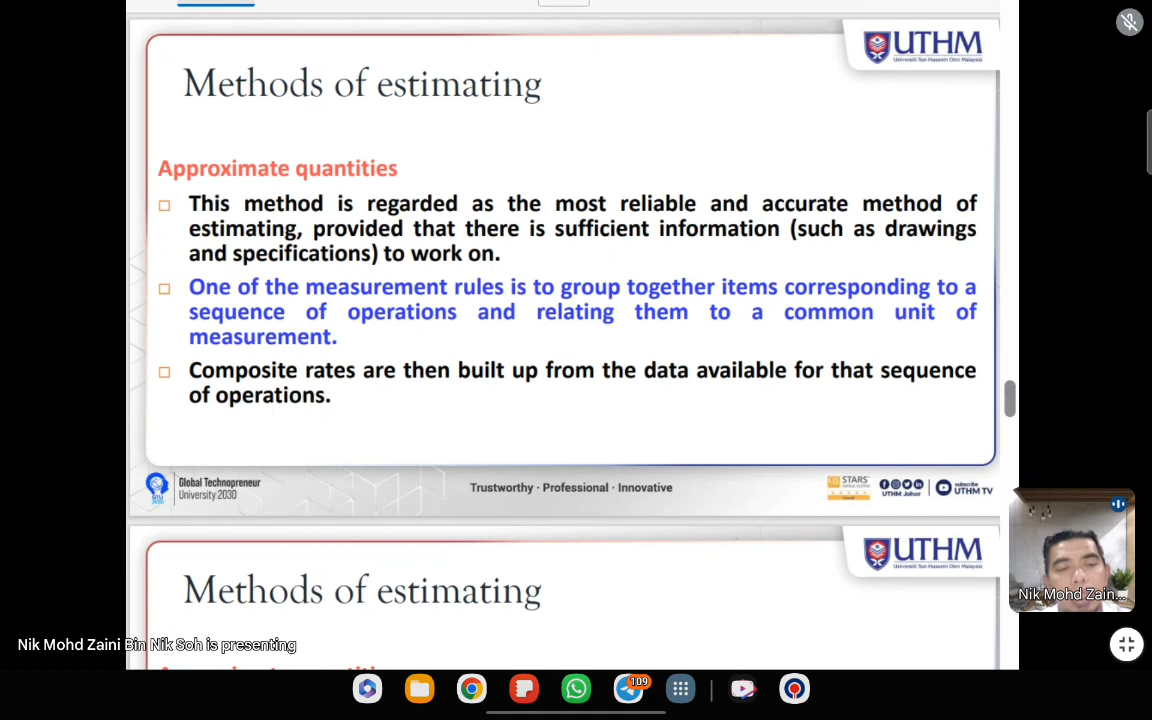 UTHM
Universiti Tun Hussein Onn Malaysia
Methods of estimating
Approximate quantities
This method is regarded as the most reliable and accurate method of
estimating, provided that there is sufficient information (such as drawings
and specifications) to work on.
One of the measurement rules is to group together items corresponding to a
sequence of operations and relating them to a common unit of
measurement.
Composite rates are then built up from the data available for that sequence
of operations.
Global Technopreneur
University 2030
Trustworthy · Professional · Innovative
STARS
UTHM Johor
subscribe
UTHM TV
UTHM
Universiti Tun Hussein Onn Malaysia
Methods of estimating
Nik Mohd Zain...
Nik Mohd Zaini Bin Nik Soh is presenting
109